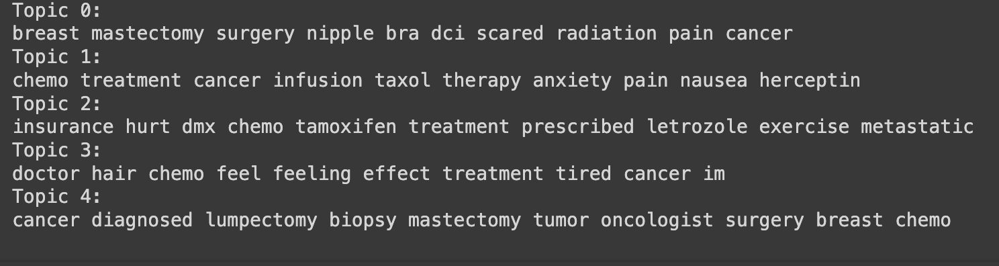 Topic 0:
breast mastectomy surgery nipple bra dci scared radiation pain cancer
Topic 1:
chemo treatment cancer infusion taxol therapy anxiety pain nausea herceptin
Topic 2:
insurance hurt dmx chemo tamoxifen treatment prescribed letrozole exercise metastatic
Topic 3:
doctor hair chemo feel feeling effect treatment tired cancer im
Topic 4:
cancer diagnosed lumpectomy biopsy mastectomy tumor oncologist surgery breast chemo